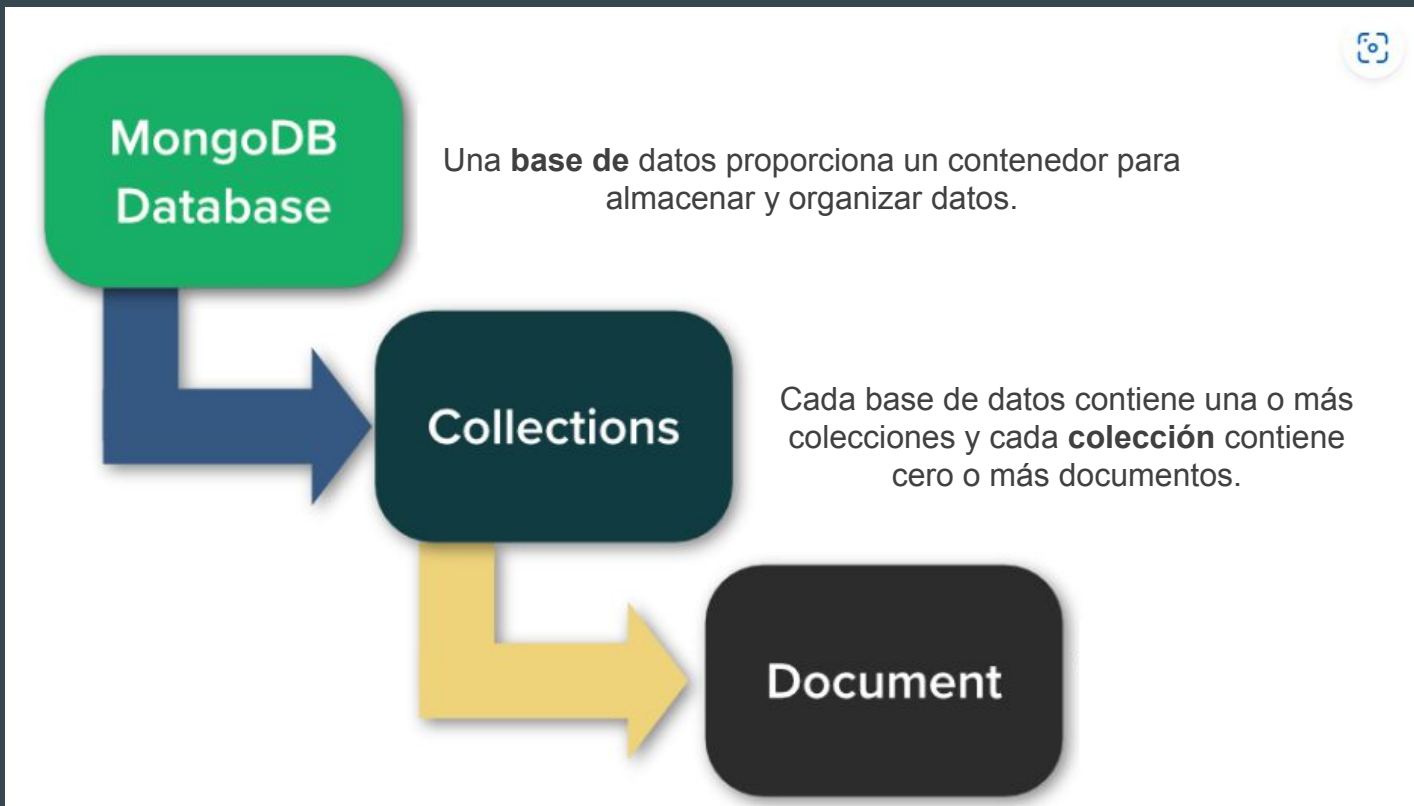 MongoDB
Database
Una base de datos proporciona un contenedor para
almacenar y organizar datos.
Collections
Cada base de datos contiene una o más
colecciones y cada colección contiene
cero o más documentos.
Document